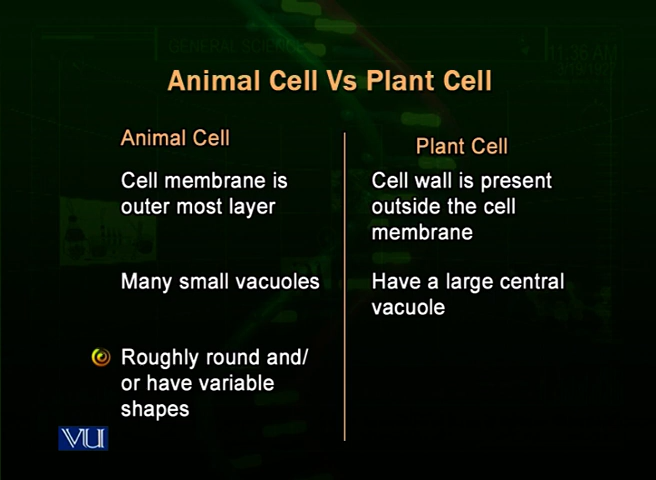 GENERAL SCIENCE
Animal Cell Vs Plant Cell
Animal Cell
Cell membrane is
outer most layer
Many small vacuoles
Roughly round and/
or have variable
shapes
Plant Cell
Cell wall is present
outside the cell
membrane
Have a large central
vacuole
VU